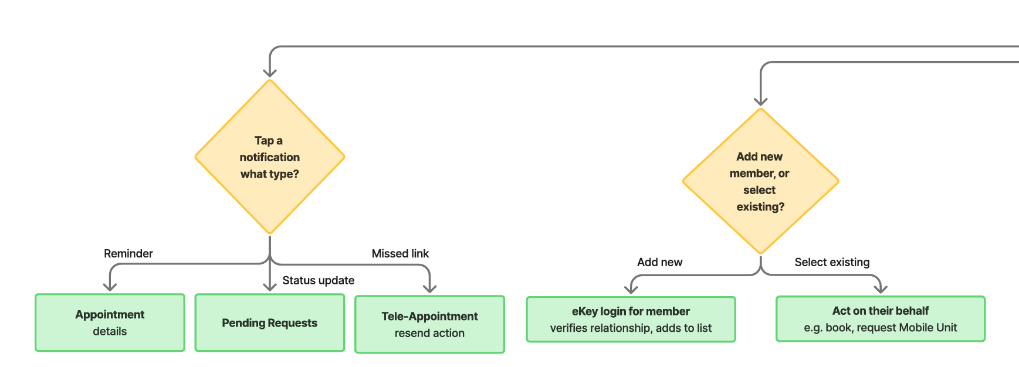 Tap a
notification
what type?
Add new
member, or
select
existing?
Reminder
Missed link
Status update
Add new
Select existing
Appointment
details
Pending Requests
Tele-Appointment
resend action
eKey login for member
verifies relationship, adds to list
Act on their behalf
e.g. book, request Mobile Unit